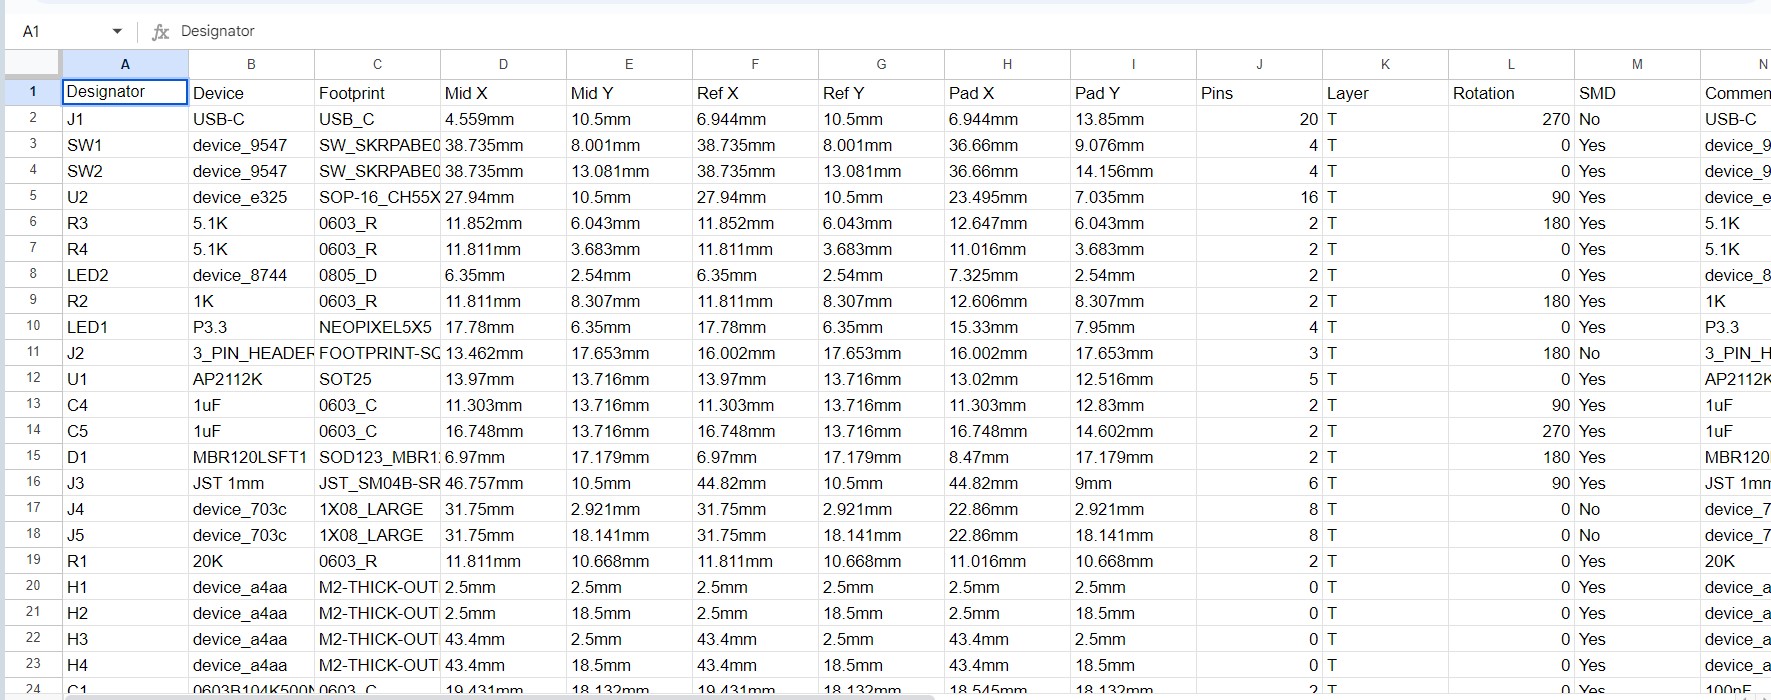 A1 fx Designator
A B C D E F G H I J K L M N
1 Designator Device Footprint Mid X Mid Y Ref X Ref Y Pad X Pad Y Pins Layer Rotation SMD Commen
2 J1 USB-C USB_C 4.559mm 10.5mm 6.944mm 10.5mm 6.944mm 13.85mm 20 T 270 No USB-C
3 SW1 device_9547 SW_SKRPABE0 38.735mm 8.001mm 38.735mm 8.001mm 36.66mm 9.076mm 4 T 0 Yes device_9
4 SW2 device_9547 SW_SKRPABE0 38.735mm 13.081mm 38.735mm 13.081mm 36.66mm 14.156mm 4 T 0 Yes device_9
5 U2 device_e325 SOP-16_CH55X 27.94mm 10.5mm 27.94mm 10.5mm 23.495mm 7.035mm 16 T 90 Yes device_e
6 R3 5.1K 0603_R 11.852mm 6.043mm 11.852mm 6.043mm 12.647mm 6.043mm 2 T 180 Yes 5.1K
7 R4 5.1K 0603_R 11.811mm 3.683mm 11.811mm 3.683mm 11.016mm 3.683mm 2 T 0 Yes 5.1K
8 LED2 device_8744 0805_D 6.35mm 2.54mm 6.35mm 2.54mm 7.325mm 2.54mm 2 T 0 Yes device_8
9 R2 1K 0603_R 11.811mm 8.307mm 11.811mm 8.307mm 12.606mm 8.307mm 2 T 180 Yes 1K
10 LED1 P3.3 NEOPIXEL5X5 17.78mm 6.35mm 17.78mm 6.35mm 15.33mm 7.95mm 4 T 0 Yes P3.3
11 J2 3_PIN_HEADER FOOTPRINT-SQ 13.462mm 17.653mm 16.002mm 17.653mm 16.002mm 17.653mm 3 T 180 No 3_PIN_H
12 U1 AP2112K SOT25 13.97mm 13.716mm 13.97mm 13.716mm 13.02mm 12.516mm 5 T 0 Yes AP2112K
13 C4 1uF 0603_C 11.303mm 13.716mm 11.303mm 13.716mm 11.303mm 12.83mm 2 T 90 Yes 1uF
14 C5 1uF 0603_C 16.748mm 13.716mm 16.748mm 13.716mm 16.748mm 14.602mm 2 T 270 Yes 1uF
15 D1 MBR120LSFT1 SOD123_MBR1 6.97mm 17.179mm 6.97mm 17.179mm 8.47mm 17.179mm 2 T 180 Yes MBR120
16 J3 JST 1mm JST_SM04B-SR 46.757mm 10.5mm 44.82mm 10.5mm 44.82mm 9mm 6 T 90 Yes JST 1mm
17 J4 device_703c 1X08_LARGE 31.75mm 2.921mm 31.75mm 2.921mm 22.86mm 2.921mm 8 T 0 No device_7
18 J5 device_703c 1X08_LARGE 31.75mm 18.141mm 31.75mm 18.141mm 22.86mm 18.141mm 8 T 0 No device_7
19 R1 20K 0603_R 11.811mm 10.668mm 11.811mm 10.668mm 11.016mm 10.668mm 2 T 0 Yes 20K
20 H1 device_a4aa M2-THICK-OUT 2.5mm 2.5mm 2.5mm 2.5mm 2.5mm 2.5mm 0 T 0 Yes device_a
21 H2 device_a4aa M2-THICK-OUT 2.5mm 18.5mm 2.5mm 18.5mm 2.5mm 18.5mm 0 T 0 Yes device_a
22 H3 device_a4aa M2-THICK-OUT 43.4mm 2.5mm 43.4mm 2.5mm 43.4mm 2.5mm 0 T 0 Yes device_a
23 H4 device_a4aa M2-THICK-OUT 43.4mm 18.5mm 43.4mm 18.5mm 43.4mm 18.5mm 0 T 0 Yes device_a
24 C1 0603B104K500N 0603_C 19.431mm 18.132mm 19.431mm 18.132mm 18.545mm 18.132mm 2 T 0 Yes 100nF